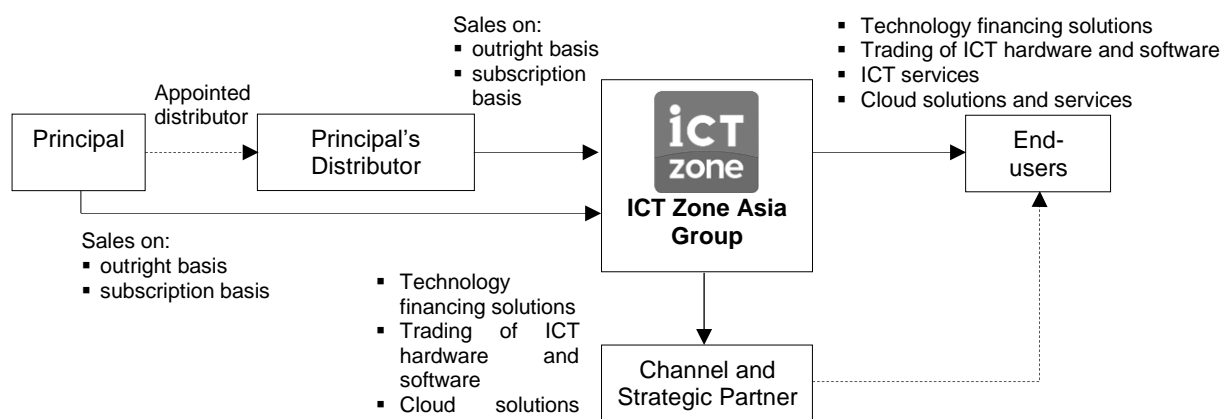 Sales on:
▪ outright basis
▪ subscription
basis
▪ Technology financing solutions
▪ Trading of ICT hardware and software
▪ ICT services
▪ Cloud solutions and services
Appointed
distributor
Principal
Principal's
Distributor
ict
zone
ICT Zone Asia
Group
End-
users
Sales on:
▪ outright basis
▪ subscription basis
▪ Technology
financing solutions
▪ Trading of ICT
hardware and
software
▪ Cloud solutions
Channel and
Strategic Partner